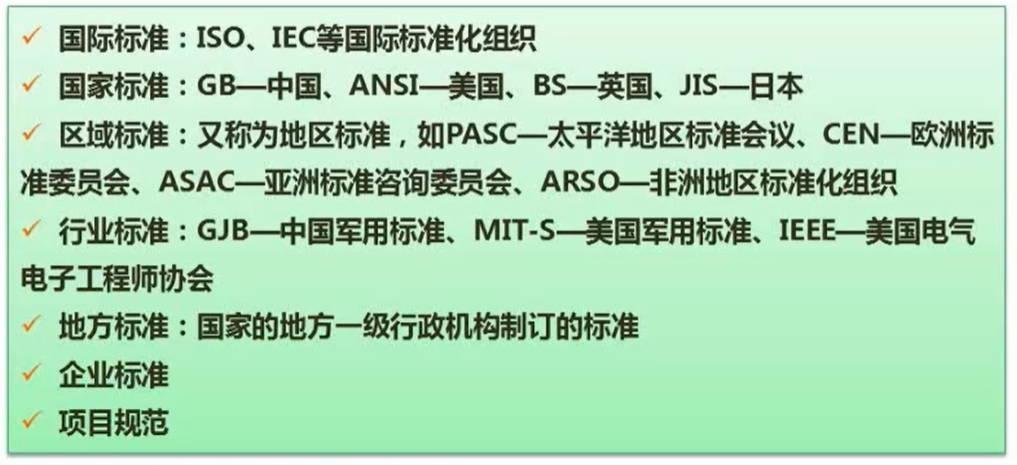 ✓ 国际标准：ISO、IEC等国际标准化组织
✓ 国家标准：GB—中国、ANSI—美国、BS—英国、JIS—日本
✓ 区域标准：又称为地区标准，如PASC—太平洋地区标准会议、CEN—欧洲标
准委员会、ASAC—亚洲标准咨询委员会、ARSO—非洲地区标准化组织
✓ 行业标准：GJB—中国军用标准、MIT-S—美国军用标准、IEEE—美国电气
电子工程师协会
✓ 地方标准：国家的地方一级行政机构制订的标准
✓ 企业标准
✓ 项目规范